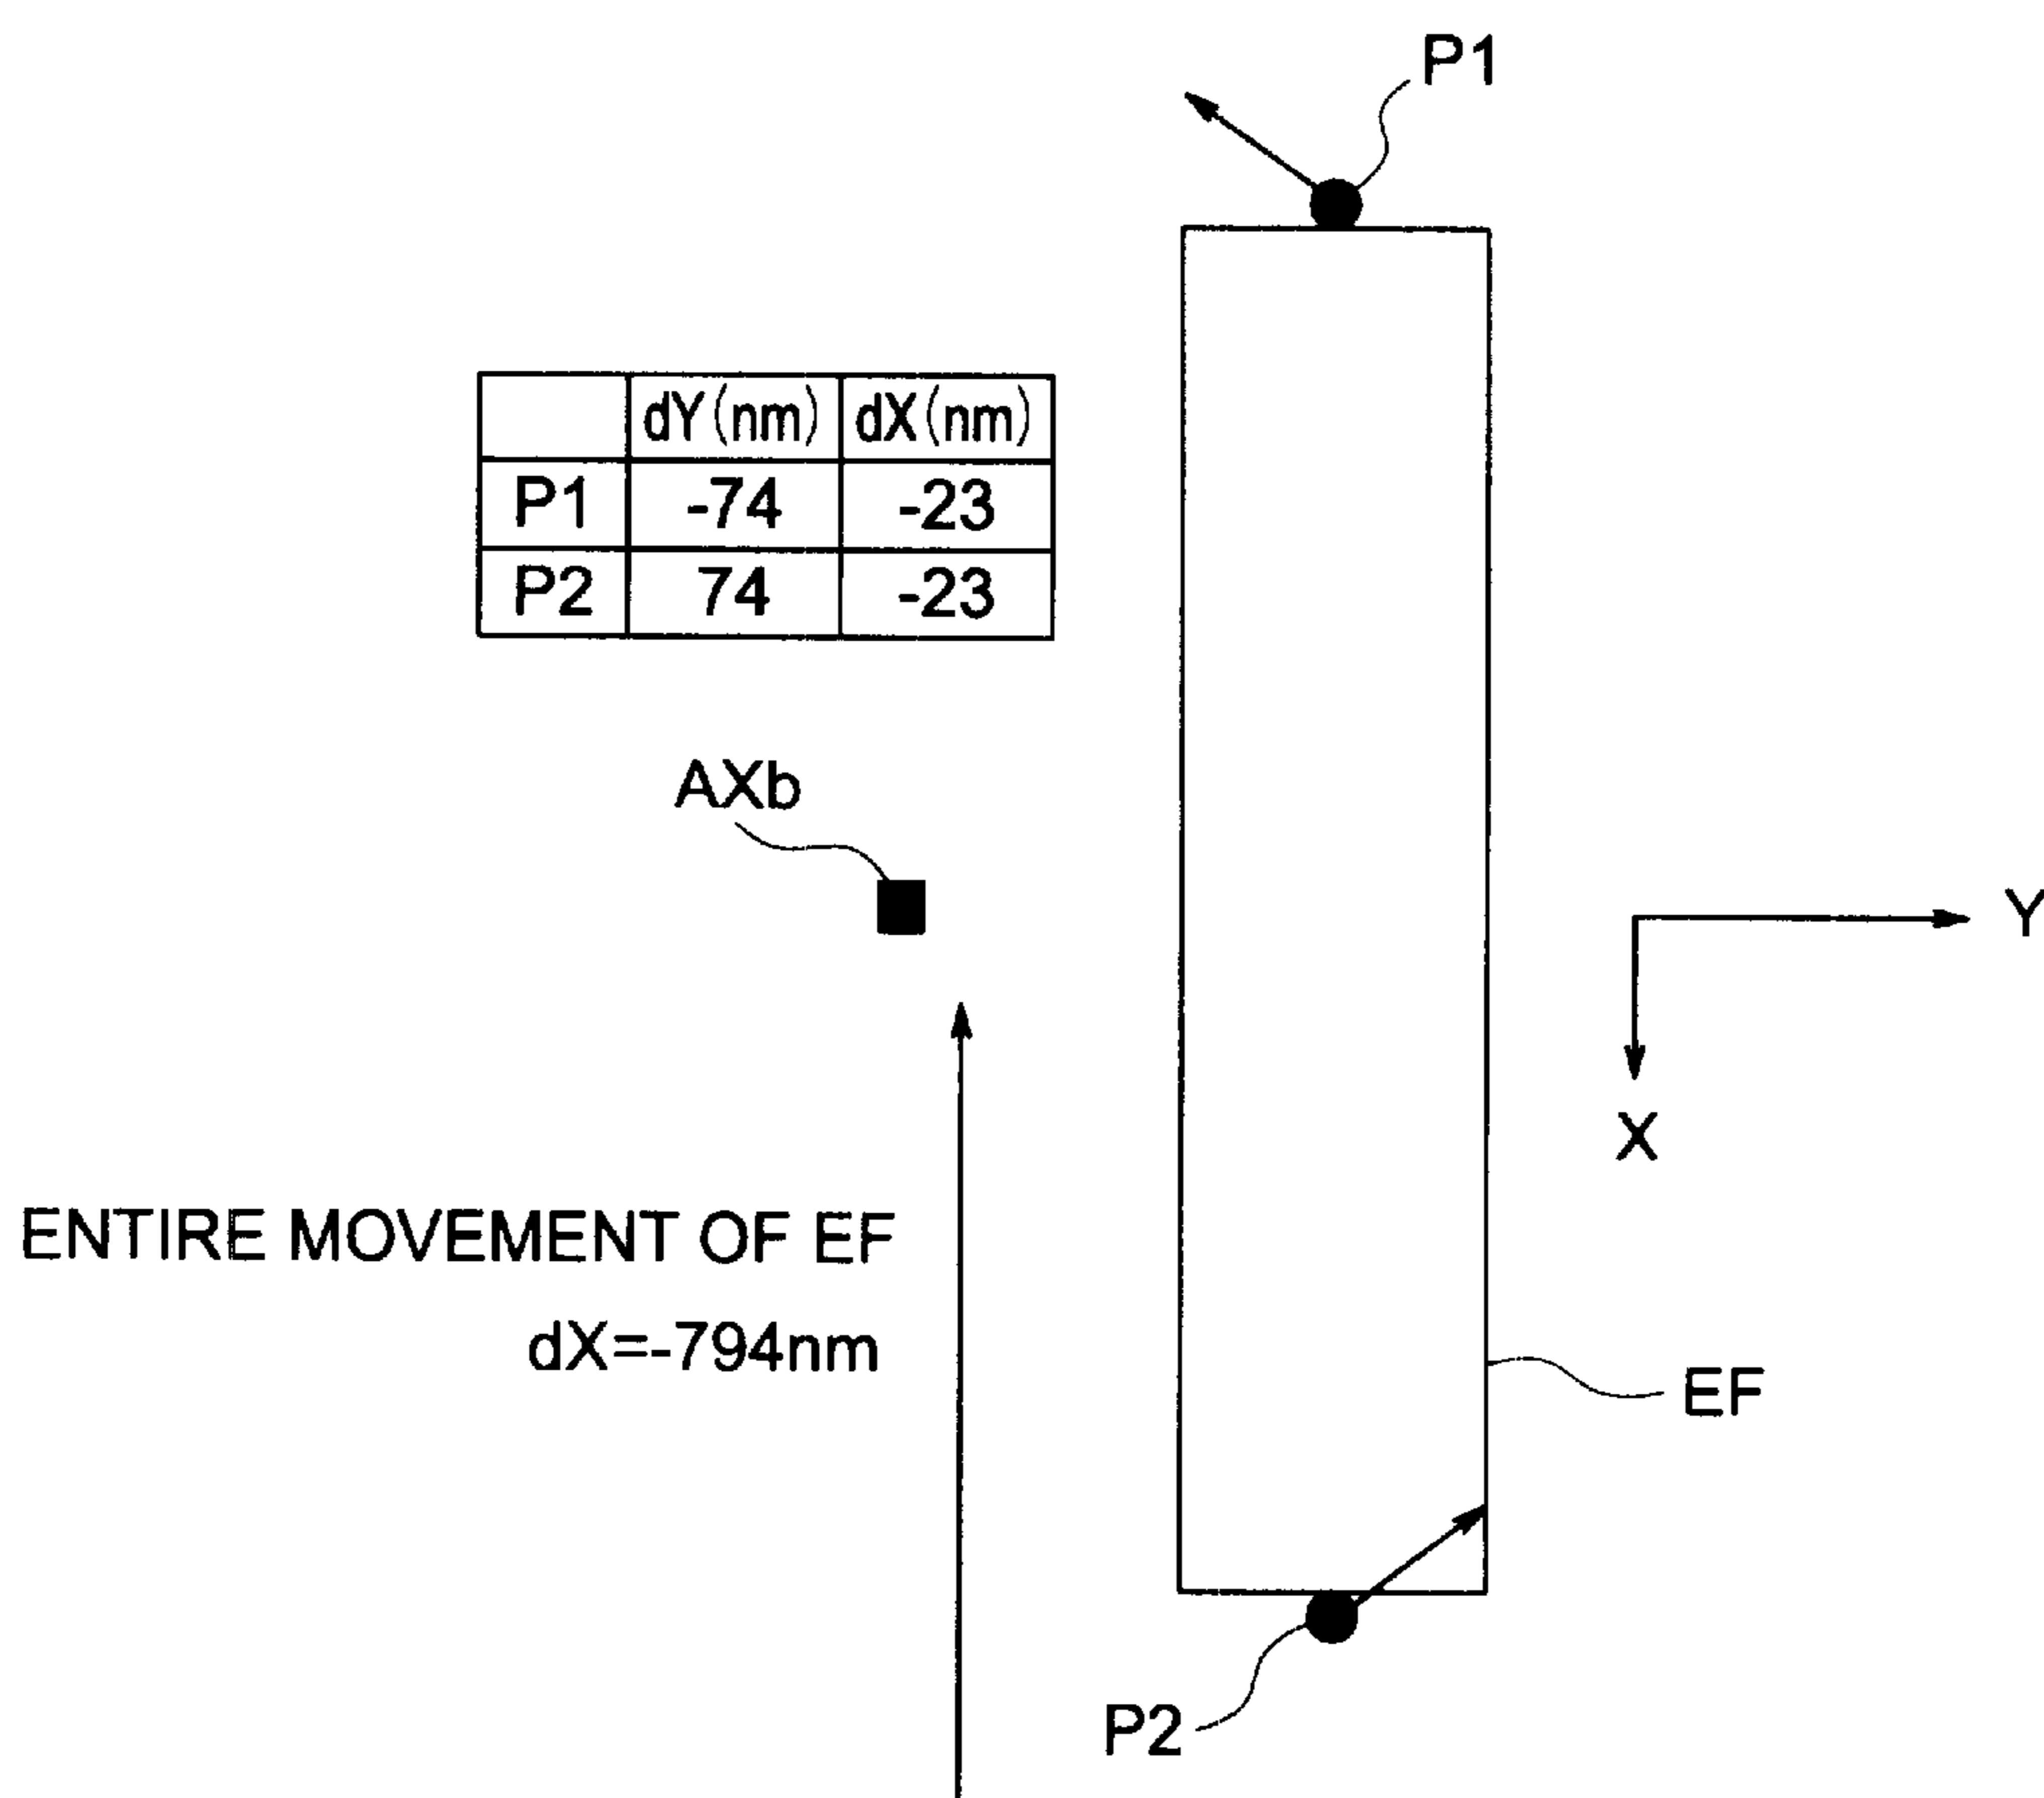 P1
dY(nm) dX(nm)
P1 -74 -23
P2 74 -23
AXb
Y
X
ENTIRE MOVEMENT OF EF
dX=-794nm
EF
P2